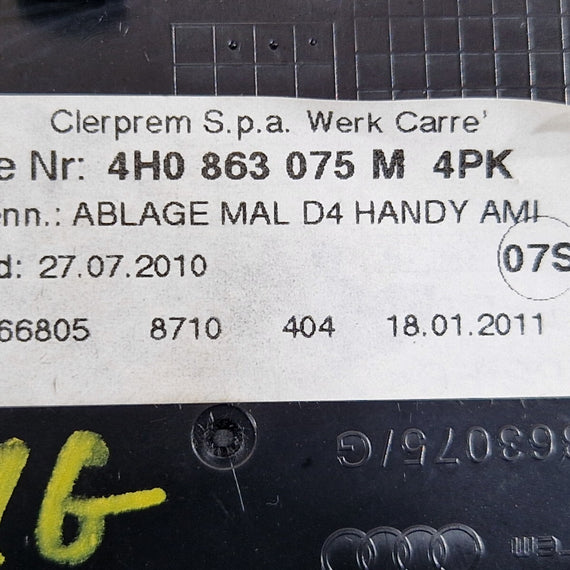 Clerprem S.p.a. Werk Carre'
e Nr: 4H0 863 075 M 4PK
enn.: ABLAGE MAL D4 HANDY AMI
d: 27.07.2010
07S
66805 8710 404 18.01.2011
863075/G